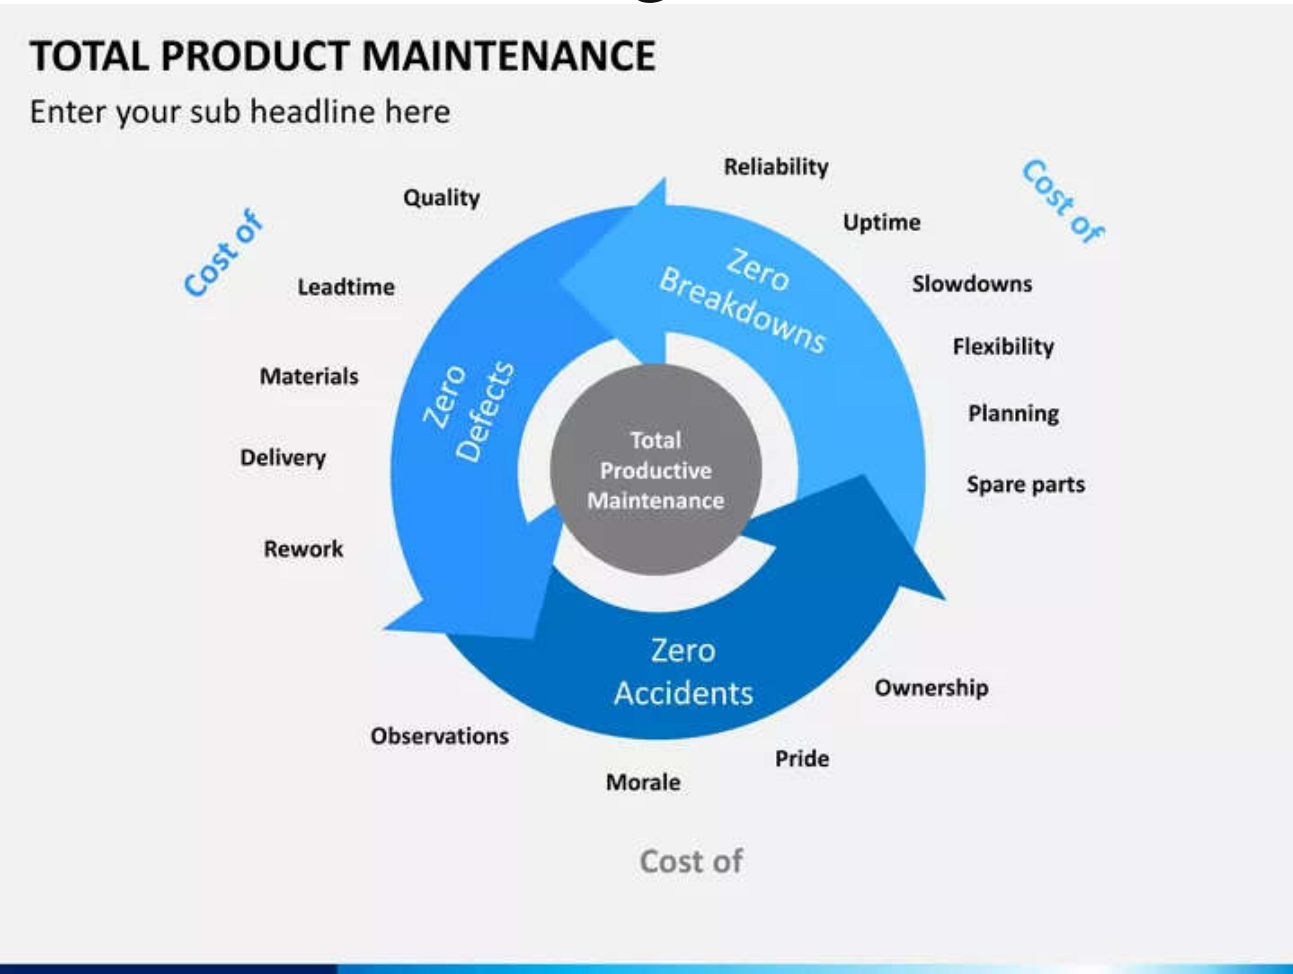 TOTAL PRODUCT MAINTENANCE
Enter your sub headline here
Reliability
Quality
Uptime
Cost of
Cost of
Leadtime
Slowdowns
Zero
Breakdowns
Flexibility
Materials
Zero
Defects
Planning
Delivery
Total
Productive
Maintenance
Spare parts
Rework
Zero
Accidents
Ownership
Observations
Pride
Morale
Cost of